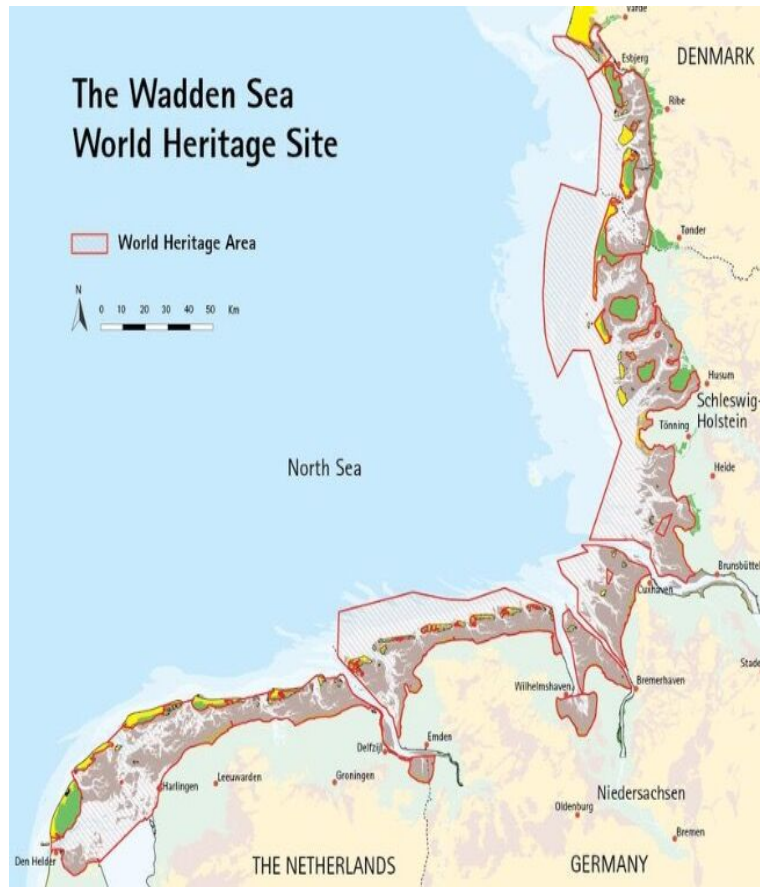 The Wadden Sea
World Heritage Site
World Heritage Area
N
0 10 20 30 40 50 Km
Varde
Esbjerg
DENMARK
Ribe
Tønder
Husum
Schleswig-
Holstein
Tönning
North Sea
Heide
Brunsbüttel
Cuxhaven
Stade
Bremerhaven
Wilhelmshaven
Emden
Delfzijl
Harlingen
Leeuwarden
Groningen
Niedersachsen
Oldenburg
Bremen
Den Helder
THE NETHERLANDS
GERMANY